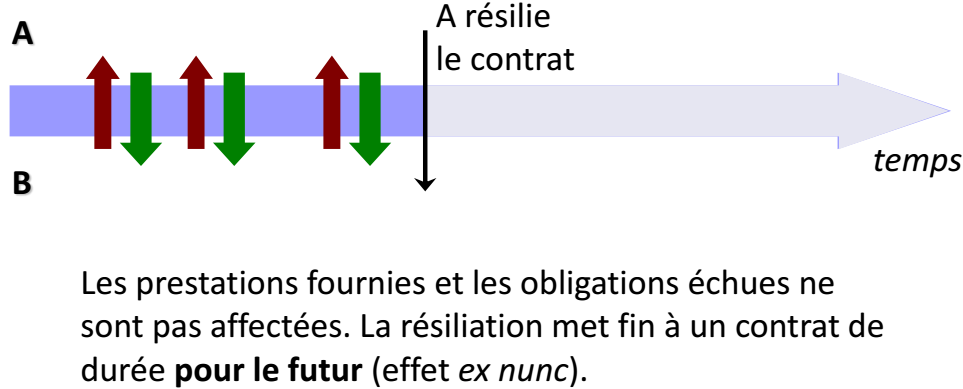 A
A résilie
le contrat
temps
B
Les prestations fournies et les obligations échues ne
sont pas affectées. La résiliation met fin à un contrat de
durée pour le futur (effet ex nunc).